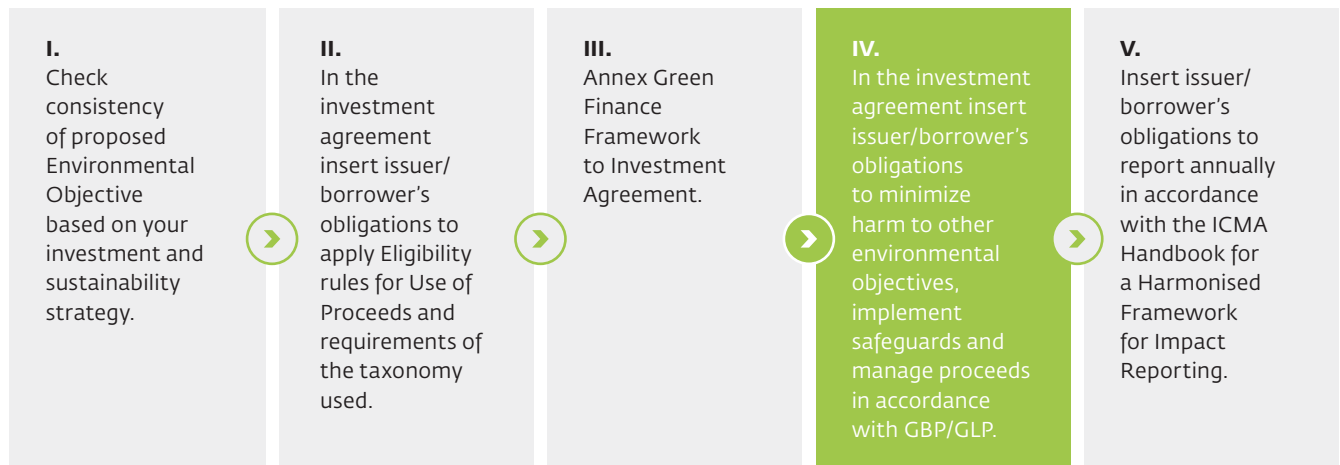 I.
Check
consistency
of proposed
Environmental
Objective
based on your
investment and
sustainability
strategy.
II.
In the
investment
agreement
insert issuer/
borrower's
obligations to
apply Eligibility
rules for Use of
Proceeds and
requirements of
the taxonomy
used.
III.
Annex Green
Finance
Framework
to Investment
Agreement.
IV.
In the investment
agreement insert
issuer/borrower's
obligations
to minimize
harm to other
environmental
objectives,
implement
safeguards and
manage proceeds
in accordance
with GBP/GLP.
V.
Insert issuer/
borrower's
obligations to
report annually
in accordance
with the ICMA
Handbook for
a Harmonised
Framework
for Impact
Reporting.